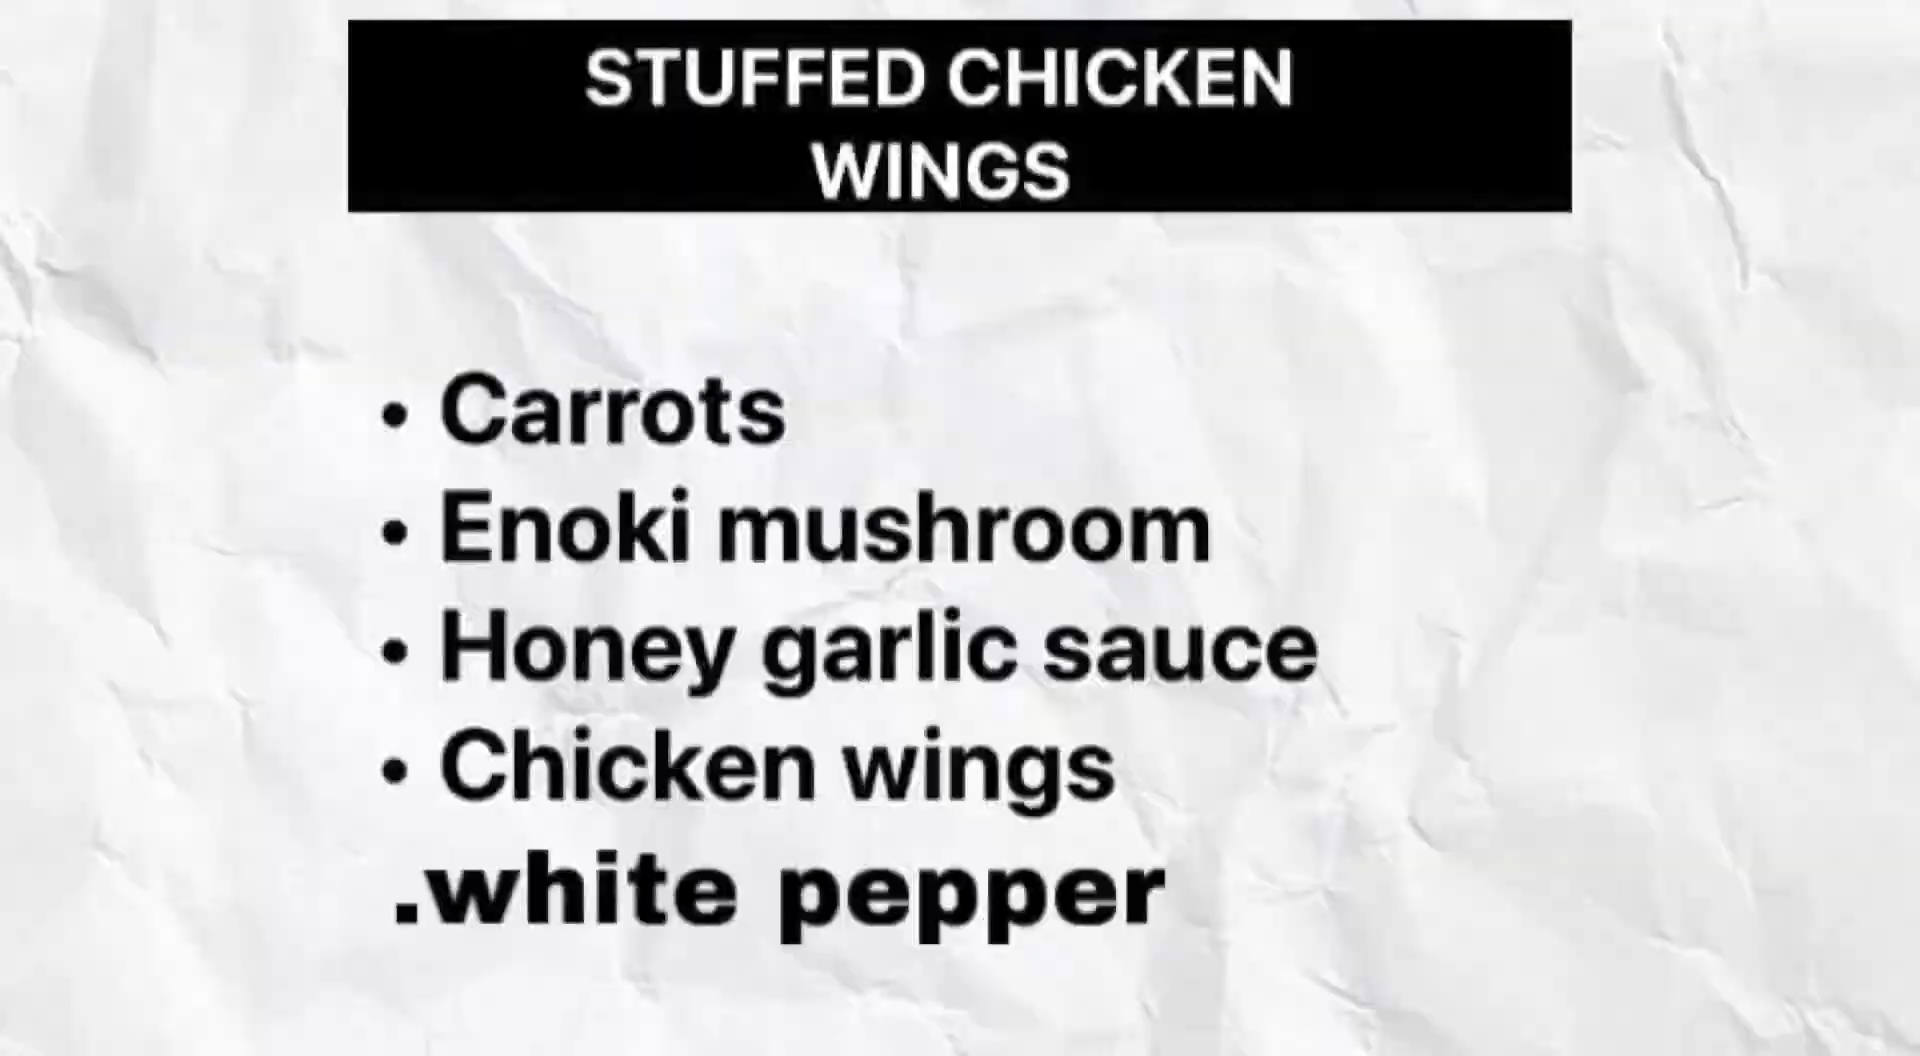 STUFFED CHICKEN
WINGS
• Carrots
• Enoki mushroom
• Honey garlic sauce
• Chicken wings
.white pepper